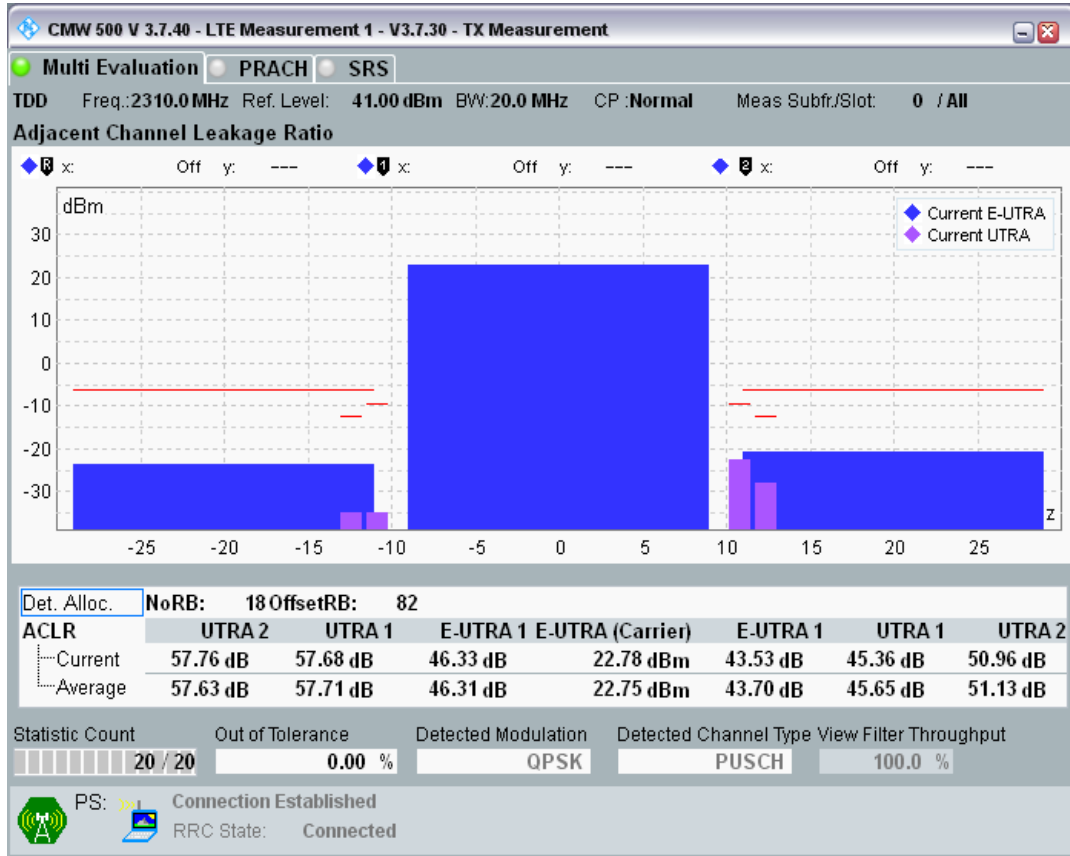 CMW 500 V 3.7.40 - LTE Measurement 1 - V3.7.30 - TX Measurement
Multi Evaluation PRACH SRS
TDD Freq.:2310.0 MHz Ref. Level: 41.00 dBm BW:20.0 MHz CP :Normal Meas Subfr./Slot: 0 / All
Adjacent Channel Leakage Ratio
R x: Off y: --- 1 x: Off y: --- 2 x: Off y: ---
dBm
Current E-UTRA
Current UTRA
30
20
10
0
-10
-20
-30
z
-25 -20 -15 -10 -5 0 5 10 15 20 25
Det. Alloc. NoRB: 18 OffsetRB: 82
ACLR UTRA 2 UTRA 1 E-UTRA 1 E-UTRA (Carrier) E-UTRA 1 UTRA 1 UTRA 2
Current 57.76 dB 57.68 dB 46.33 dB 22.78 dBm 43.53 dB 45.36 dB 50.96 dB
Average 57.63 dB 57.71 dB 46.31 dB 22.75 dBm 43.70 dB 45.65 dB 51.13 dB
Statistic Count Out of Tolerance Detected Modulation Detected Channel Type View Filter Throughput
20 / 20 0.00 % QPSK PUSCH 100.0 %
PS: Connection Established
RRC State: Connected